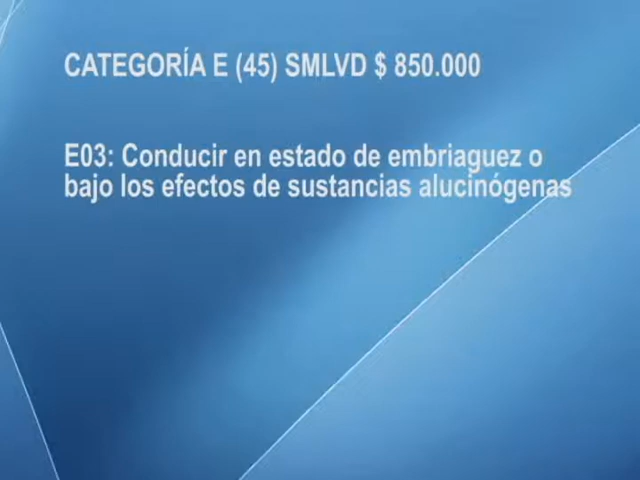 CATEGORÍA E (45) SMLVD $ 850.000
E03: Conducir en estado de embriaguez o
bajo los efectos de sustancias alucinógenas